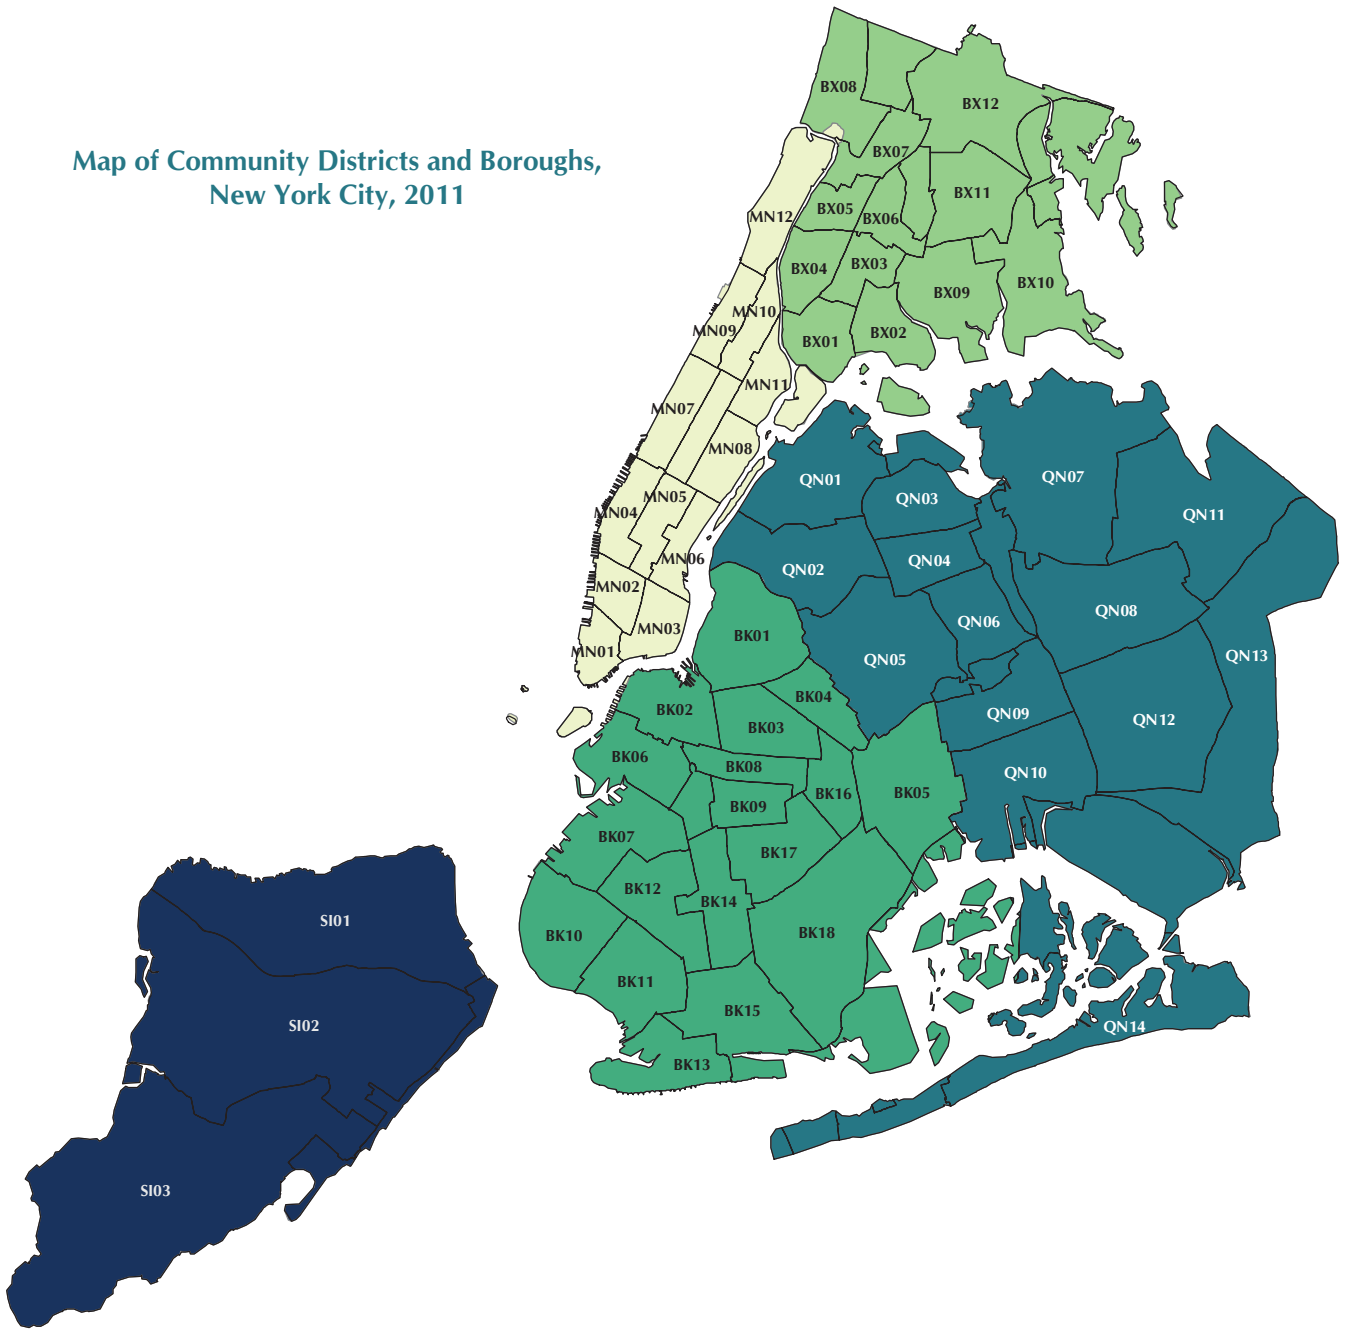 Map of Community Districts and Boroughs,
New York City, 2011
BX08
BX12
BX07
BX11
BX05
BX06
MN12
BX04
BX03
BX10
BX09
MN10
MN09
BX02
BX01
MN11
MN07
MN08
QN07
QN01
MN05
QN03
MN04
QN11
MN06
QN04
QN02
MN02
QN08
QN06
MN03
BK01
MN01
QN05
QN13
BK04
BK02
QN09
QN12
BK03
BK06
BK08
QN10
BK16
BK05
BK09
BK07
BK17
BK12
BK14
SI01
BK18
BK10
BK11
BK15
SI02
QN14
BK13
SI03